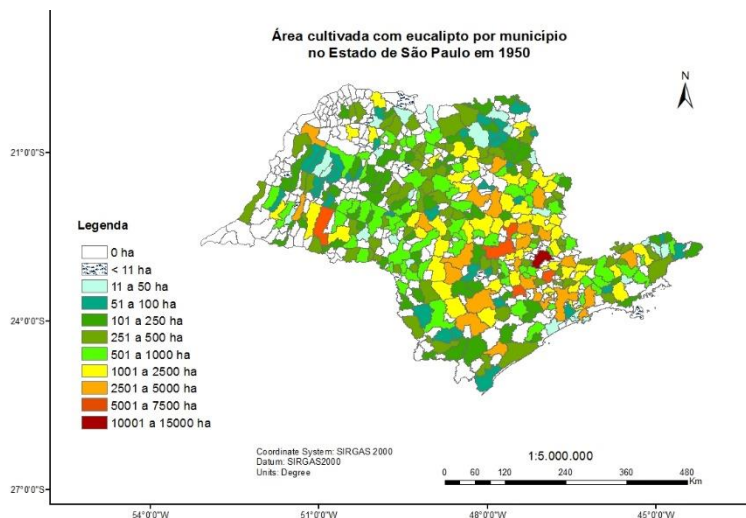 Área cultivada com eucalipto por municipio
no Estado de São Paulo em 1950
N
21°0'0"S
24°0'0"S
27°0'0"S
Legenda
0 ha
< 11 ha
11 a 50 ha
51 a 100 ha
101 a 250 ha
251 a 500 ha
501 a 1000 ha
1001 a 2500 ha
2501 a 5000 ha
5001 a 7500 ha
10001 a 15000 ha
Coordinate System: SIRGAS 2000
Datum: SIRGAS2000
Units: Degree
1:5.000.000
0 60 120 240 360 480
Km
54°0'0"W 51°0'0"W 48°0'0"W 45°0'0"W